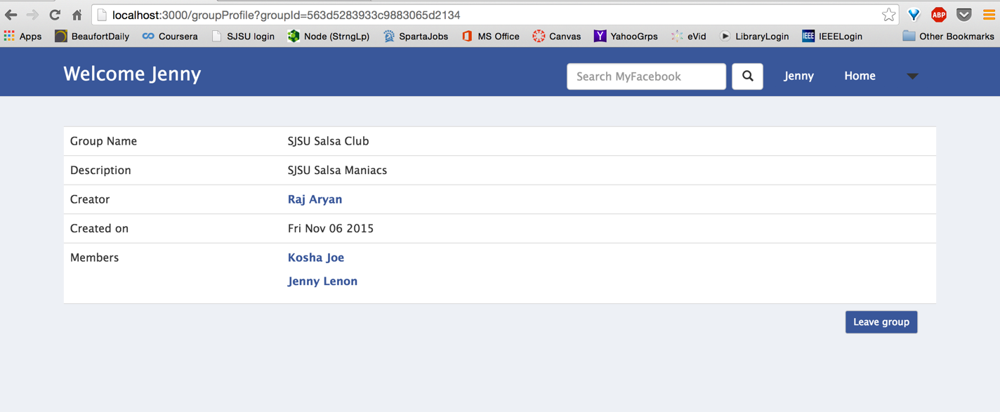 localhost:3000/groupProfile?groupId=563d5283933c9883065d2134
ABP
Apps BeaufortDaily Coursera SJSU login Node (StrngLp) SpartaJobs MS Office Canvas Y YahooGrps eVid LibraryLogin IEEE IEEELogin Other Bookmarks
Welcome Jenny Search MyFacebook Jenny Home
Group Name SJSU Salsa Club
Description SJSU Salsa Maniacs
Creator Raj Aryan
Created on Fri Nov 06 2015
Members Kosha Joe
Jenny Lenon
Leave group